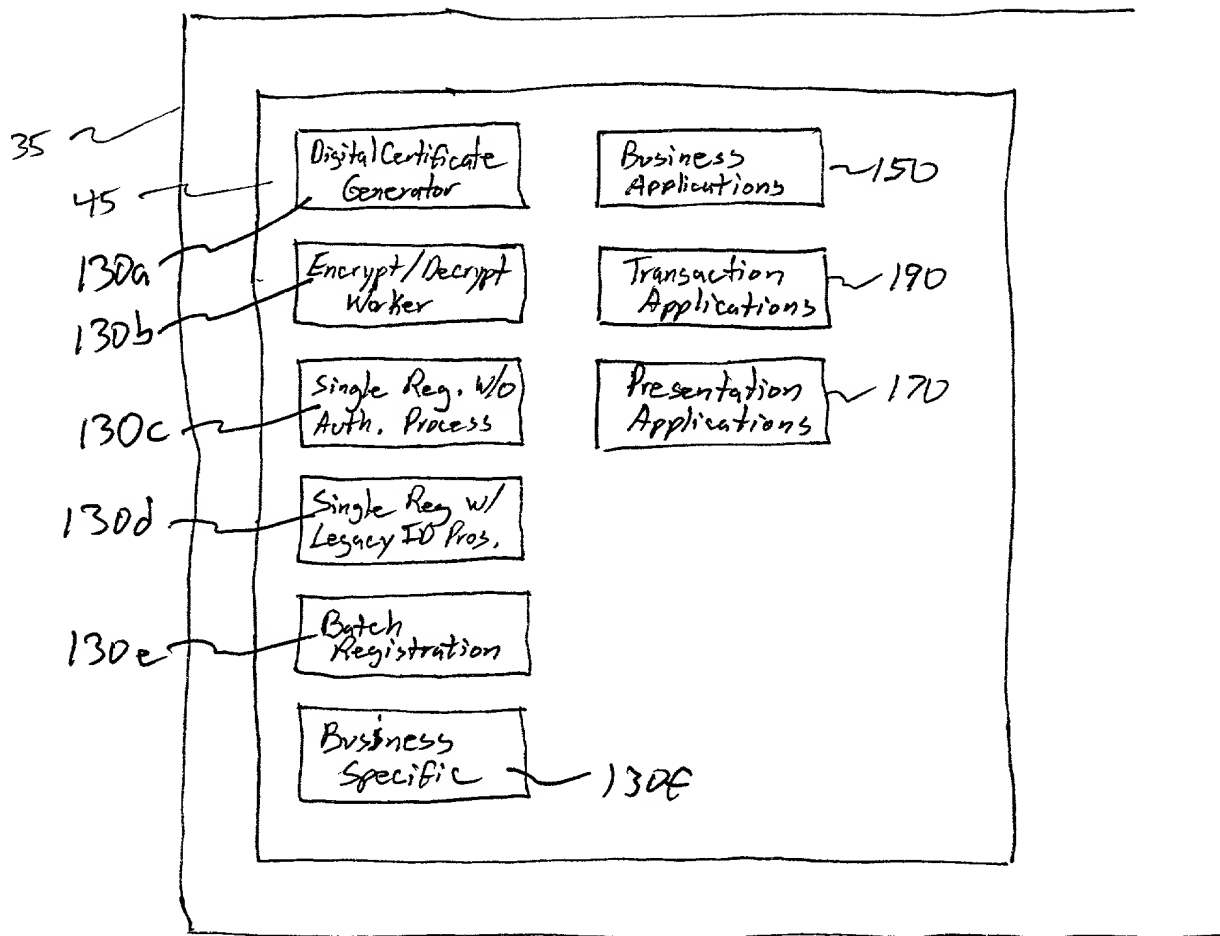 35
45
Digital Certificate
Generator
130a
Encrypt/Decrypt
Worker
130b
Single Reg. w/o
Auth. Process
130c
Single Reg w/
Legacy ID Pros.
130d
Batch
Registration
130e
Business
Specific
130f
Business
Applications
150
Transaction
Applications
190
Presentation
Applications
170